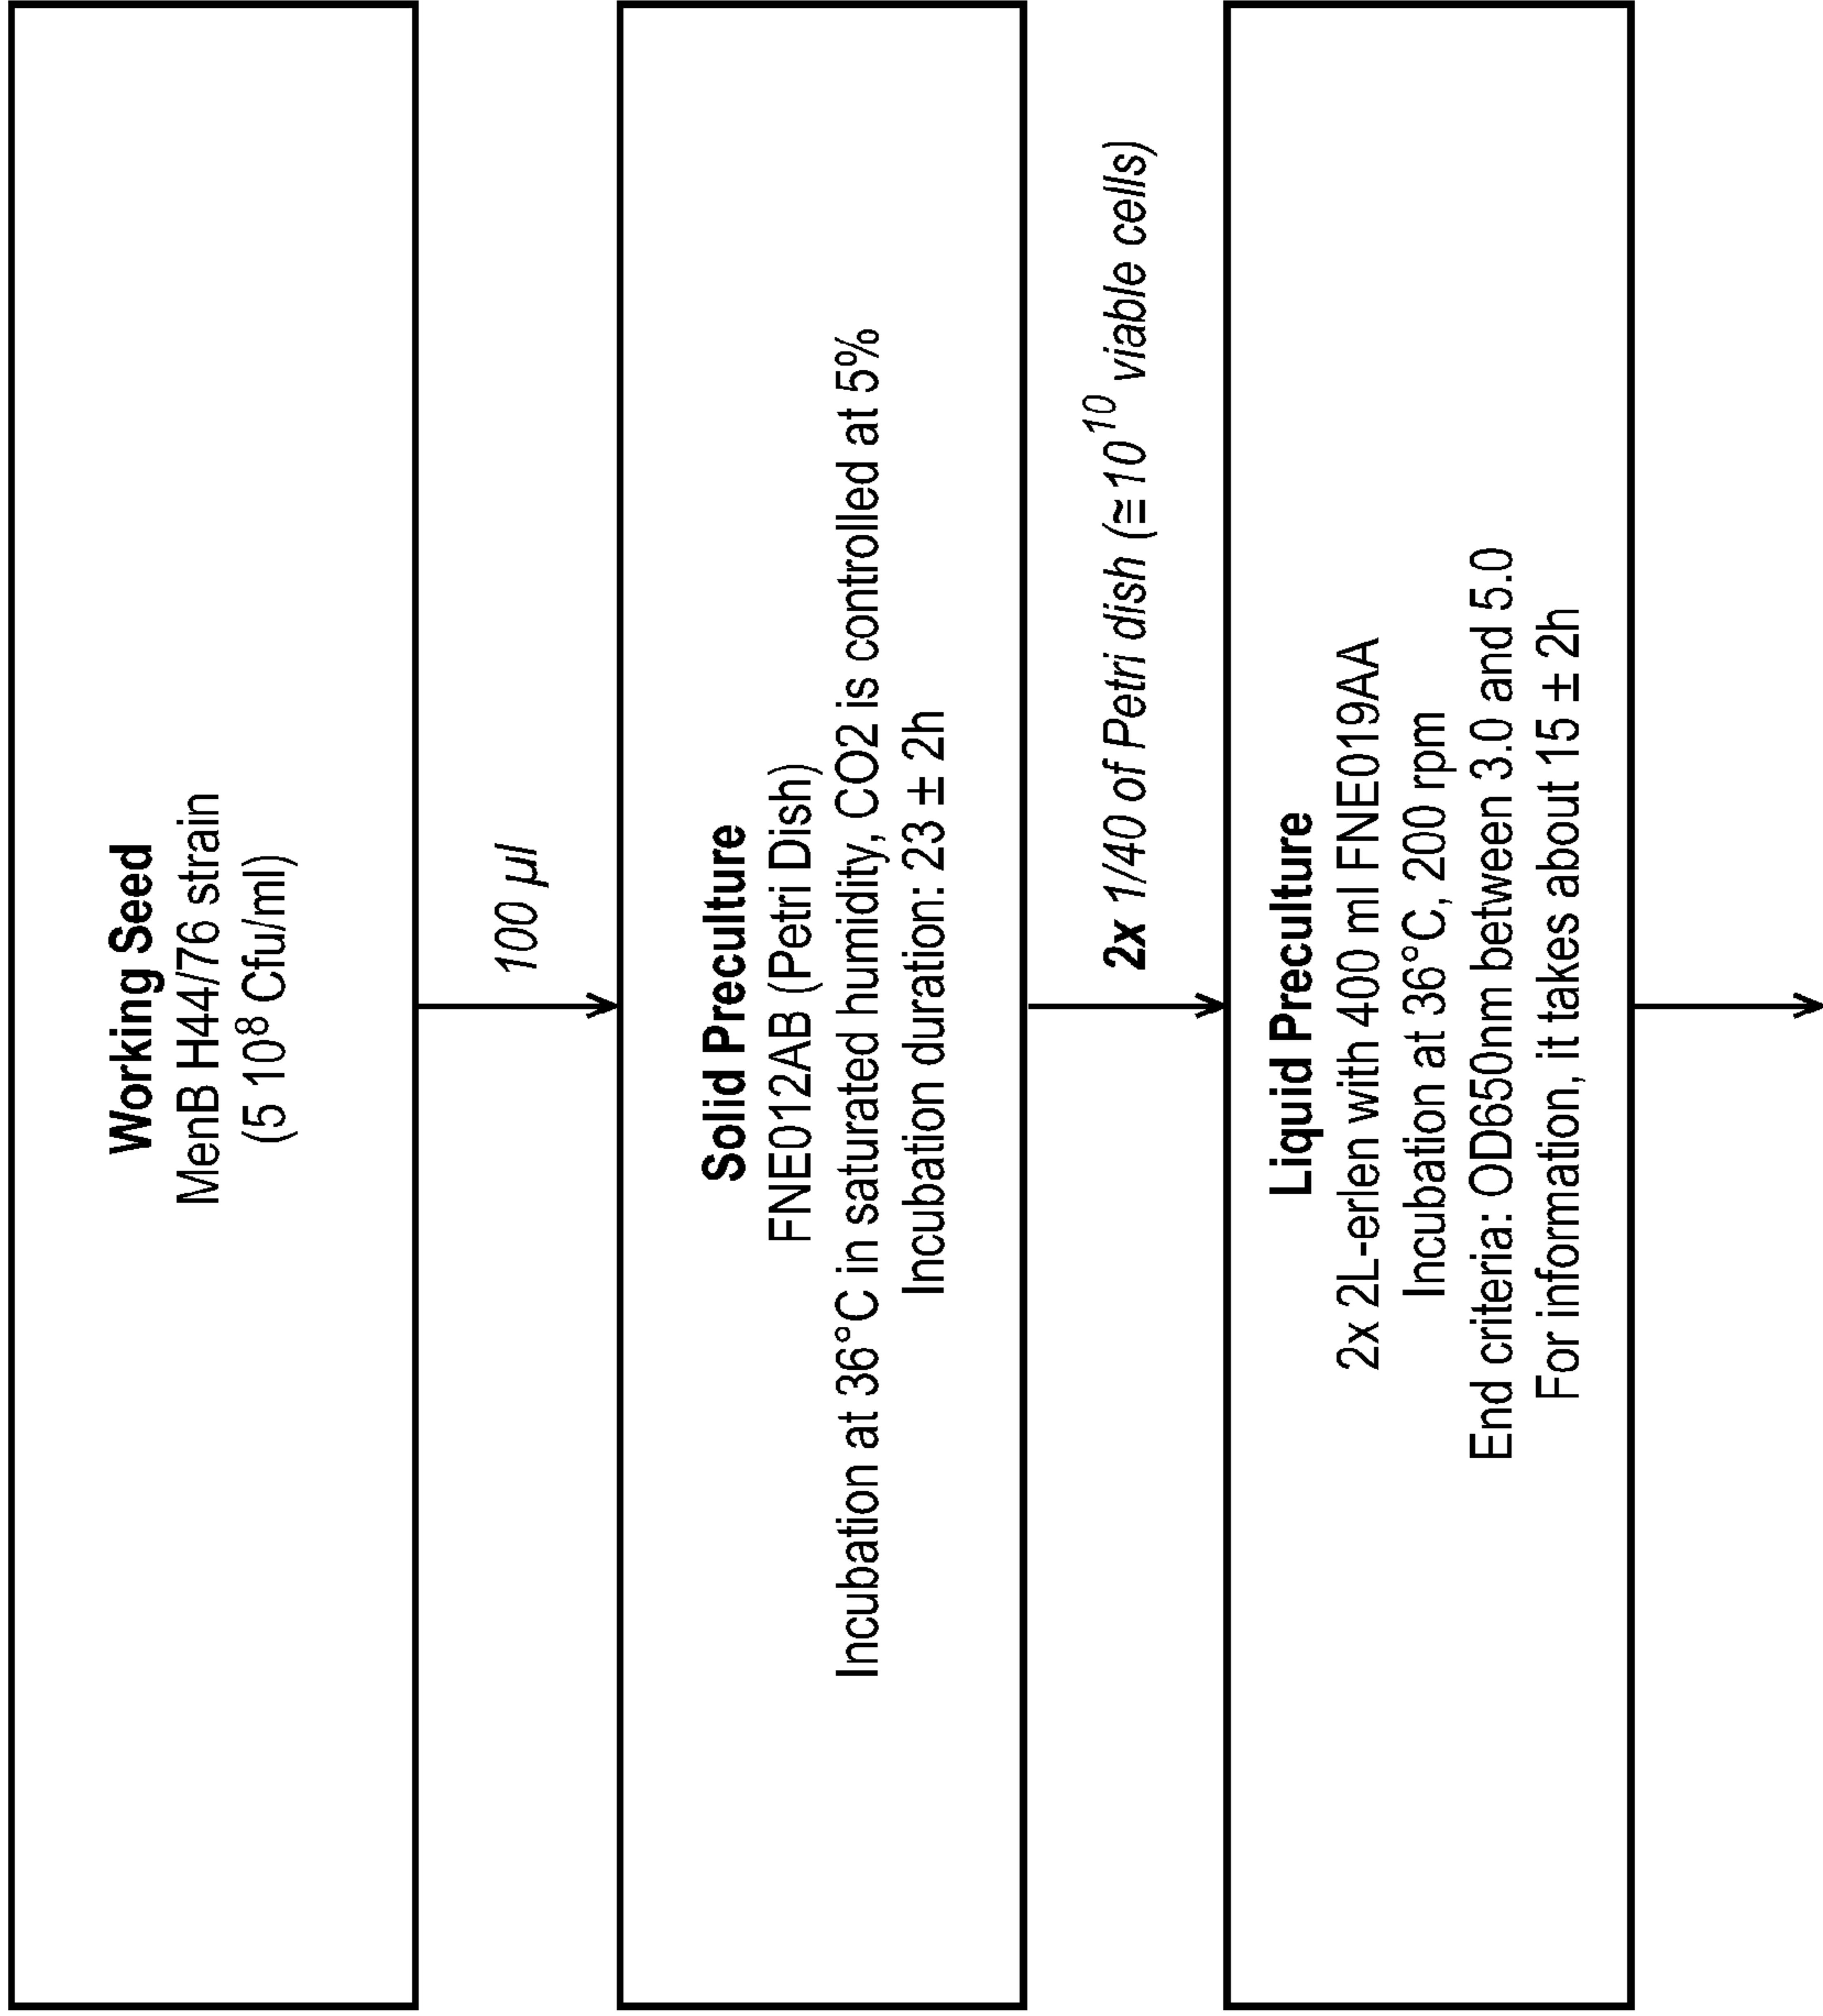 Working Seed
MenB H44/76 strain
(5 10⁸ Cfu/ml)
100 µl
Solid Preculture
FNE012AB (Petri Dish)
Incubation at 36°C in saturated humidity, CO2 is controlled at 5%
Incubation duration: 23 ± 2h
2x 1/40 of Petri dish (≅10¹⁰ viable cells)
Liquid Preculture
2x 2L-erlen with 400 ml FNE019AA
Incubation at 36°C, 200 rpm
End criteria: OD650nm between 3.0 and 5.0
For information, it takes about 15 ± 2h